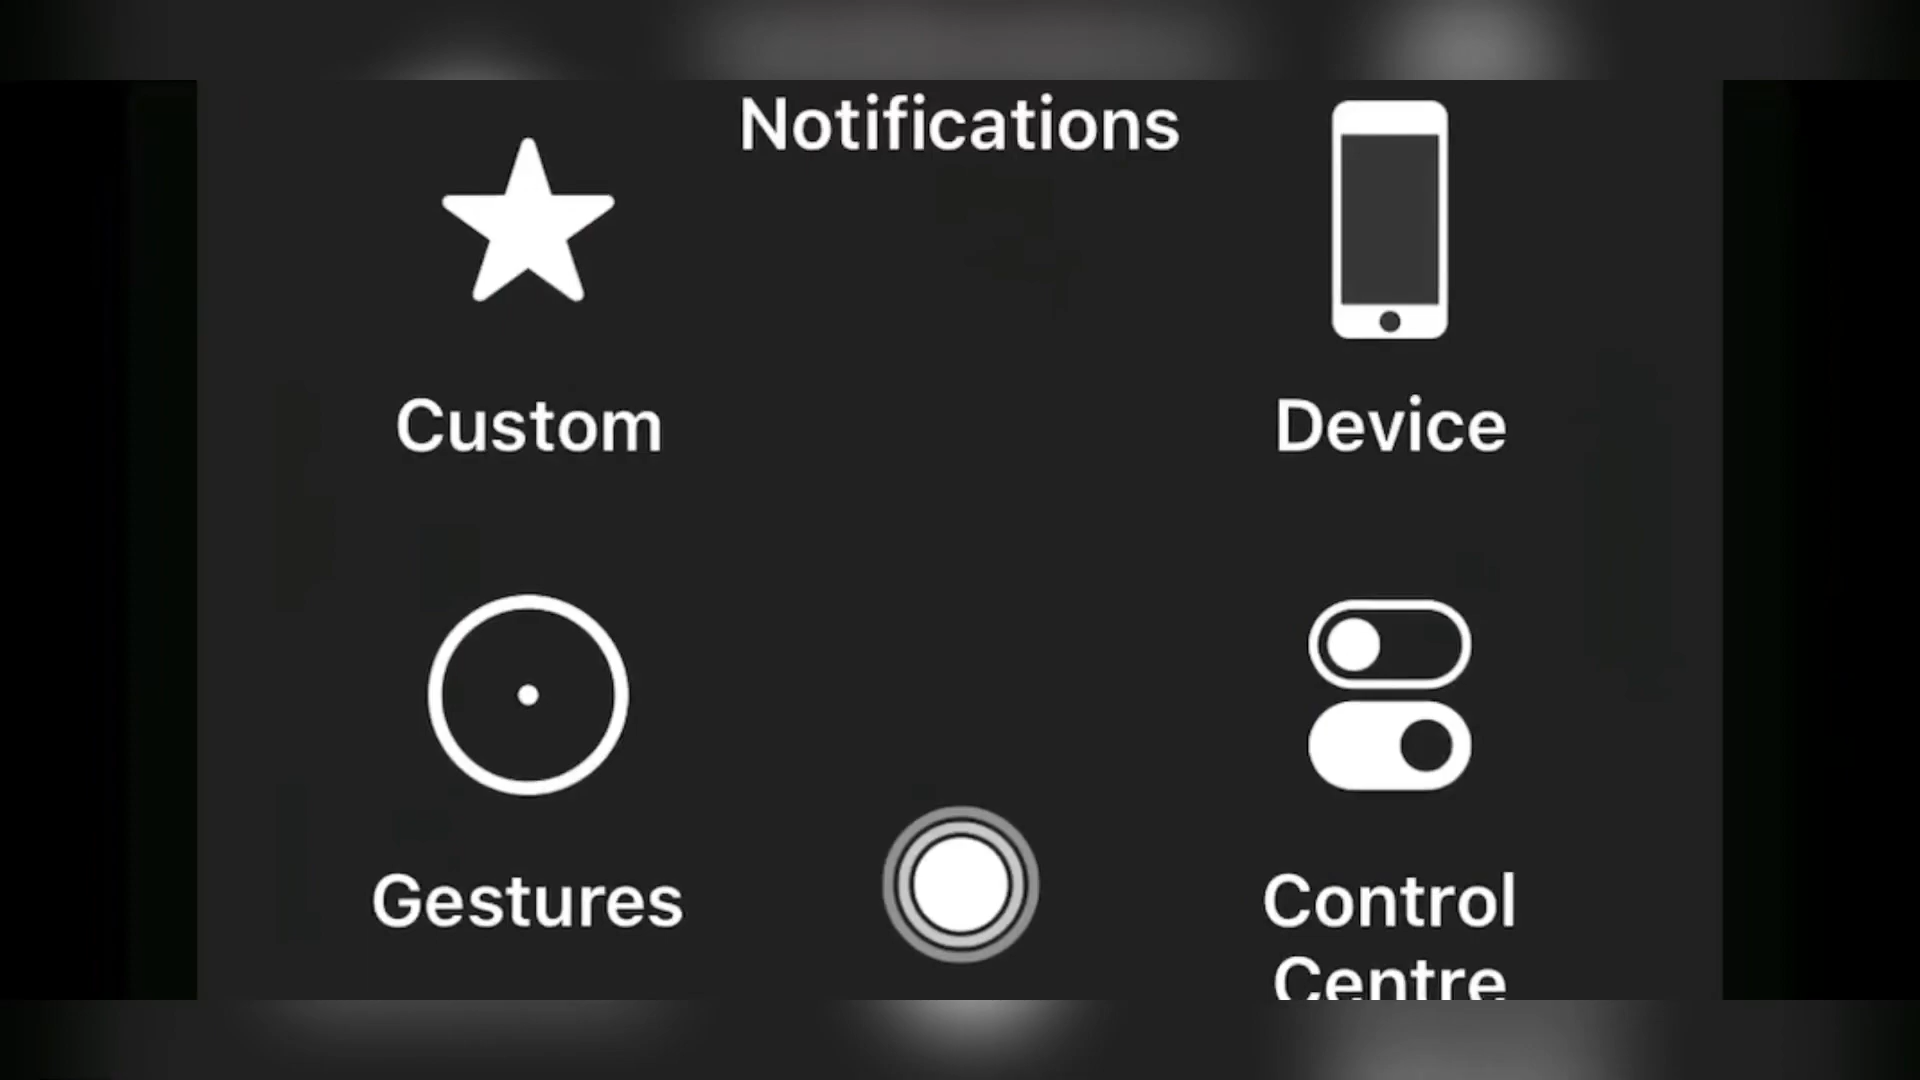 Notifications
Custom
Device
Gestures
Control
Centre